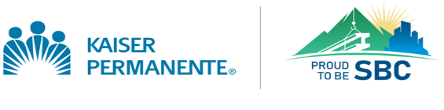 KAISER
PERMANENTE®
PROUD
TO BE SBC